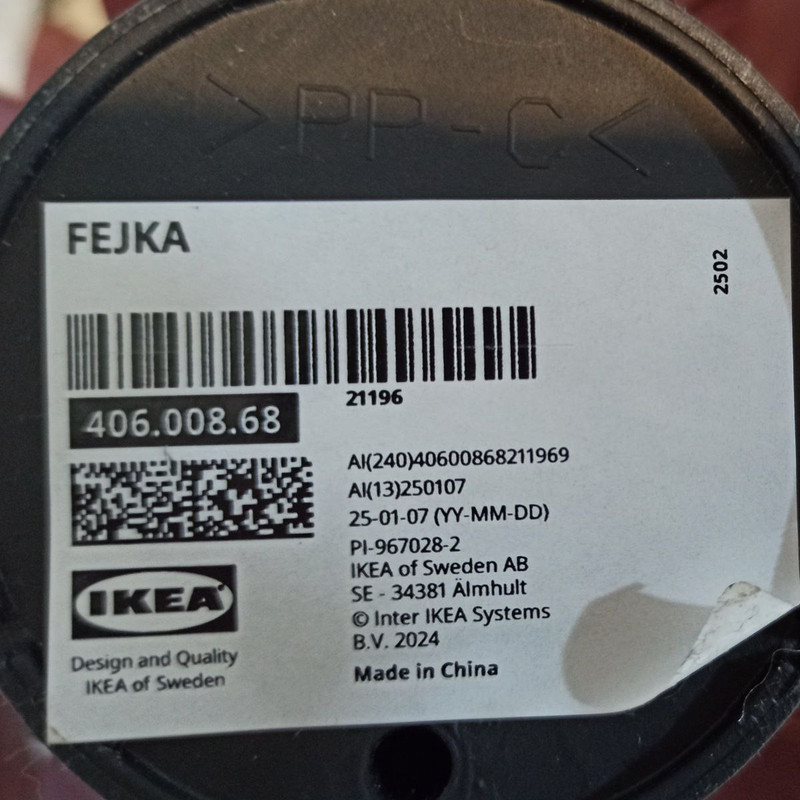 >PP-C<
FEJKA
2502
21196
406.008.68
AI(240)40600868211969
AI(13)250107
25-01-07 (YY-MM-DD)
PI-967028-2
IKEA of Sweden AB
SE - 34381 Älmhult
© Inter IKEA Systems
B.V. 2024
Made in China
IKEA
Design and Quality
IKEA of Sweden